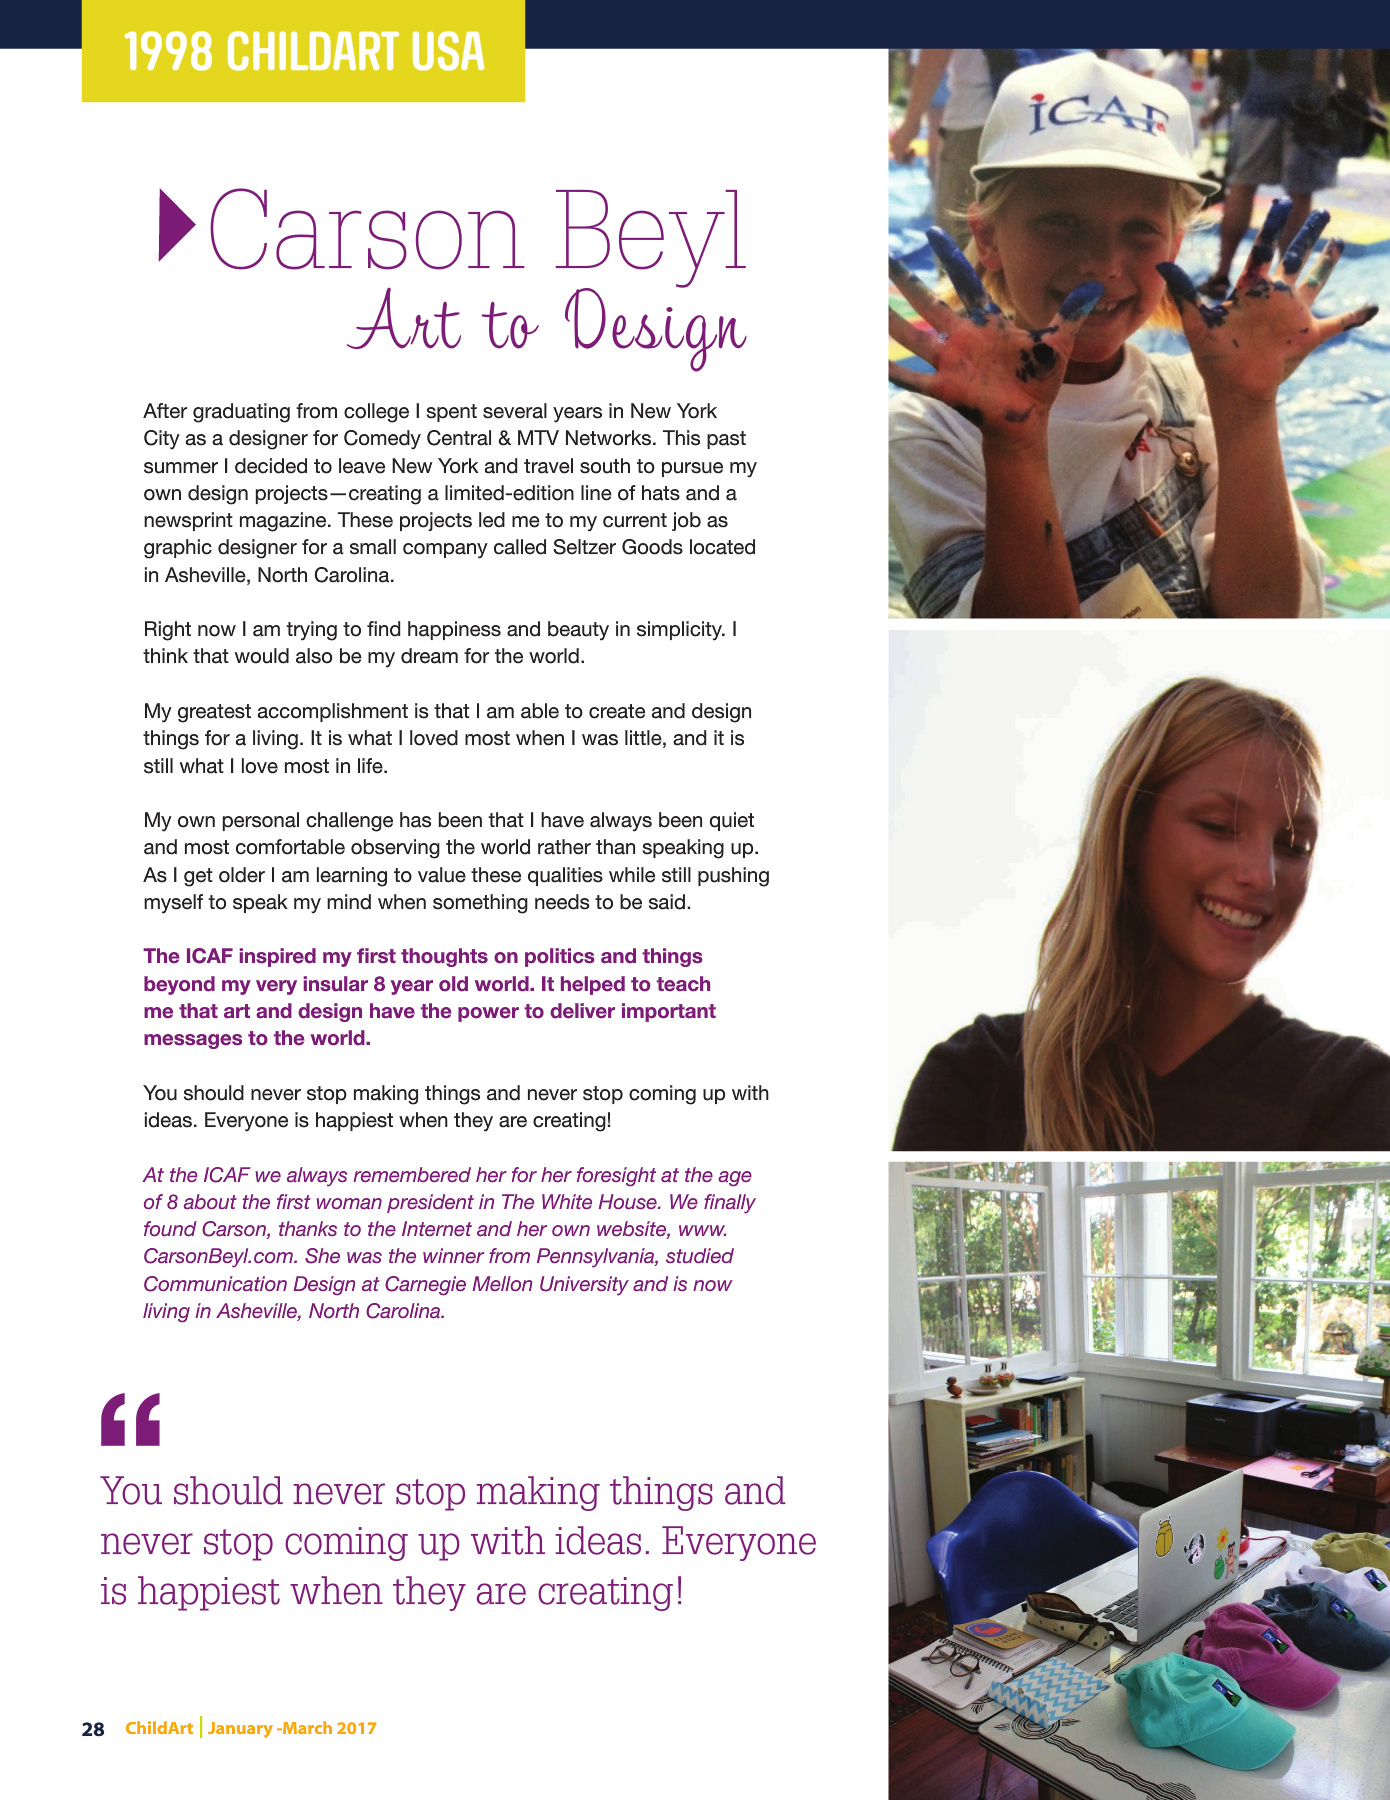 1998 CHILDART USA
Carson Beyl
Art to Design
After graduating from college I spent several years in New York
City as a designer for Comedy Central & MTV Networks. This past
summer I decided to leave New York and travel south to pursue my
own design projects—creating a limited-edition line of hats and a
newsprint magazine. These projects led me to my current job as
graphic designer for a small company called Seltzer Goods located
in Asheville, North Carolina.
Right now I am trying to find happiness and beauty in simplicity. I
think that would also be my dream for the world.
My greatest accomplishment is that I am able to create and design
things for a living. It is what I loved most when I was little, and it is
still what I love most in life.
My own personal challenge has been that I have always been quiet
and most comfortable observing the world rather than speaking up.
As I get older I am learning to value these qualities while still pushing
myself to speak my mind when something needs to be said.
The ICAF inspired my first thoughts on politics and things
beyond my very insular 8 year old world. It helped to teach
me that art and design have the power to deliver important
messages to the world.
You should never stop making things and never stop coming up with
ideas. Everyone is happiest when they are creating!
At the ICAF we always remembered her for her foresight at the age
of 8 about the first woman president in The White House. We finally
found Carson, thanks to the Internet and her own website, www.
CarsonBeyl.com. She was the winner from Pennsylvania, studied
Communication Design at Carnegie Mellon University and is now
living in Asheville, North Carolina.
“
You should never stop making things and
never stop coming up with ideas. Everyone
is happiest when they are creating!
28 ChildArt | January -March 2017
ICAF